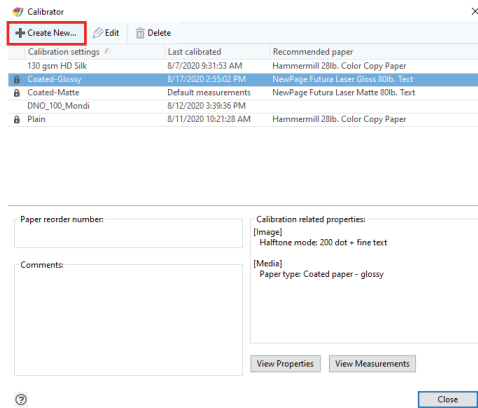 Calibrator
Create New... Edit Delete
Calibration settings Last calibrated Recommended paper
130 gsm HD Silk 8/7/2020 9:31:53 AM Hammermill 28lb. Color Copy Paper
Coated-Glossy 8/17/2020 2:55:02 PM NewPage Futura Laser Gloss 80lb. Text
Coated-Matte Default measurements NewPage Futura Laser Matte 80lb. Text
DNO_100_Mondi 8/12/2020 3:39:36 PM
Plain 8/11/2020 10:21:28 AM Hammermill 28lb. Color Copy Paper
Paper reorder number:
Comments:
Calibration related properties:
[Image]
Halftone mode: 200 dot + fine text
[Media]
Paper type: Coated paper - glossy
View Properties View Measurements
Close